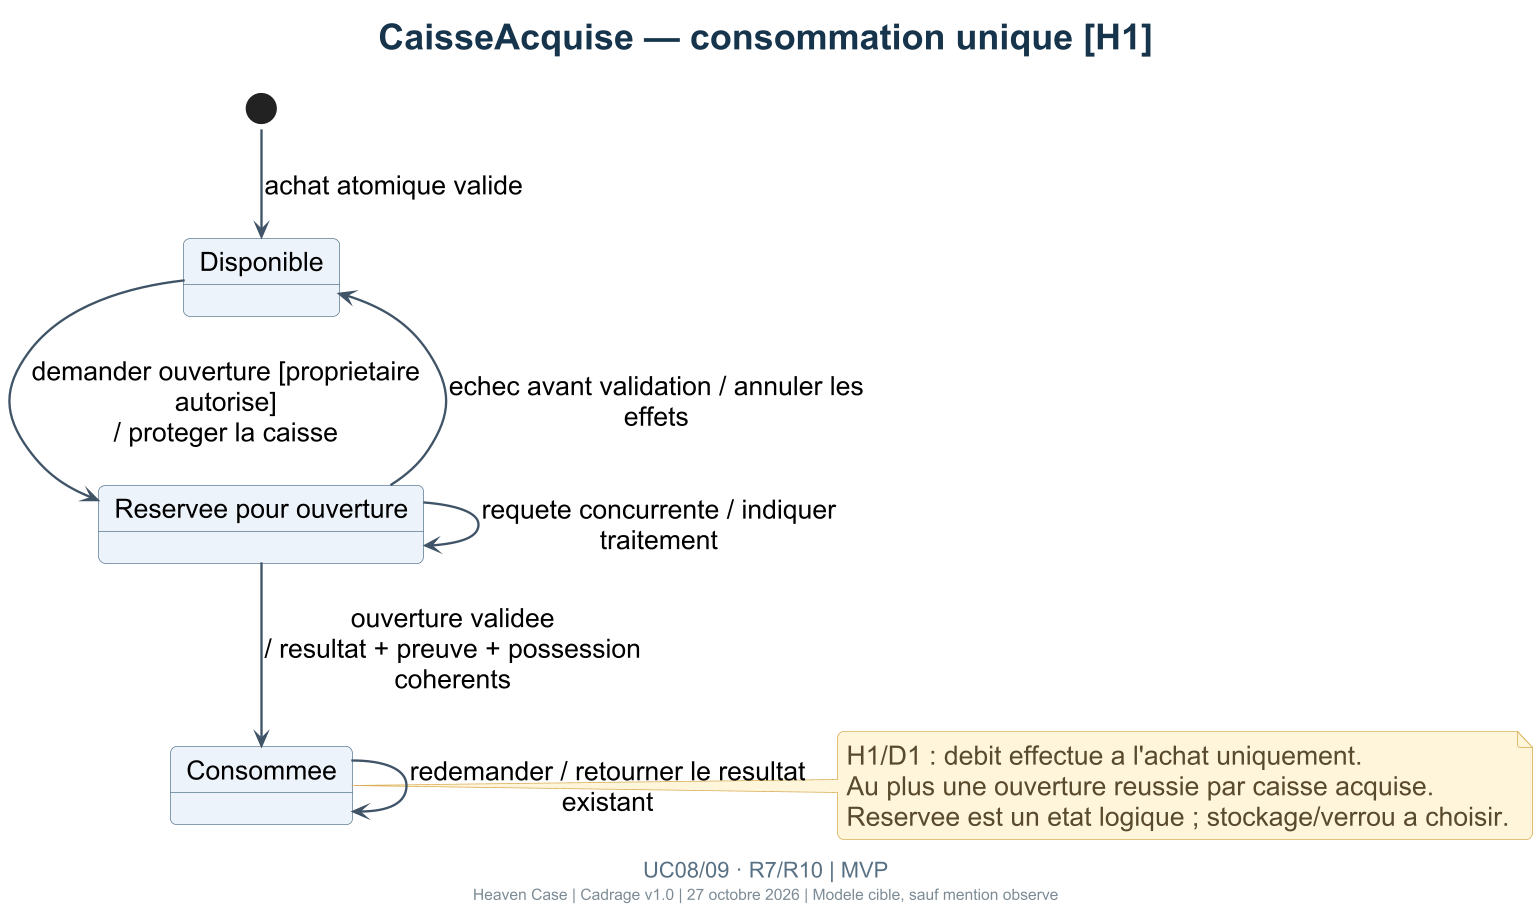 CaisseAcquise — consommation unique [H1]
achat atomique valide
Disponible
demander ouverture [proprietaire
autorise]
/ proteger la caisse
echec avant validation / annuler les
effets
Reservee pour ouverture
requete concurrente / indiquer
traitement
ouverture validee
/ resultat + preuve + possession
coherents
Consommee
redemander / retourner le resultat
existant
H1/D1 : debit effectue a l'achat uniquement.
Au plus une ouverture reussie par caisse acquise.
Reservee est un etat logique ; stockage/verrou a choisir.
UC08/09 · R7/R10 | MVP
Heaven Case | Cadrage v1.0 | 27 octobre 2026 | Modele cible, sauf mention observe